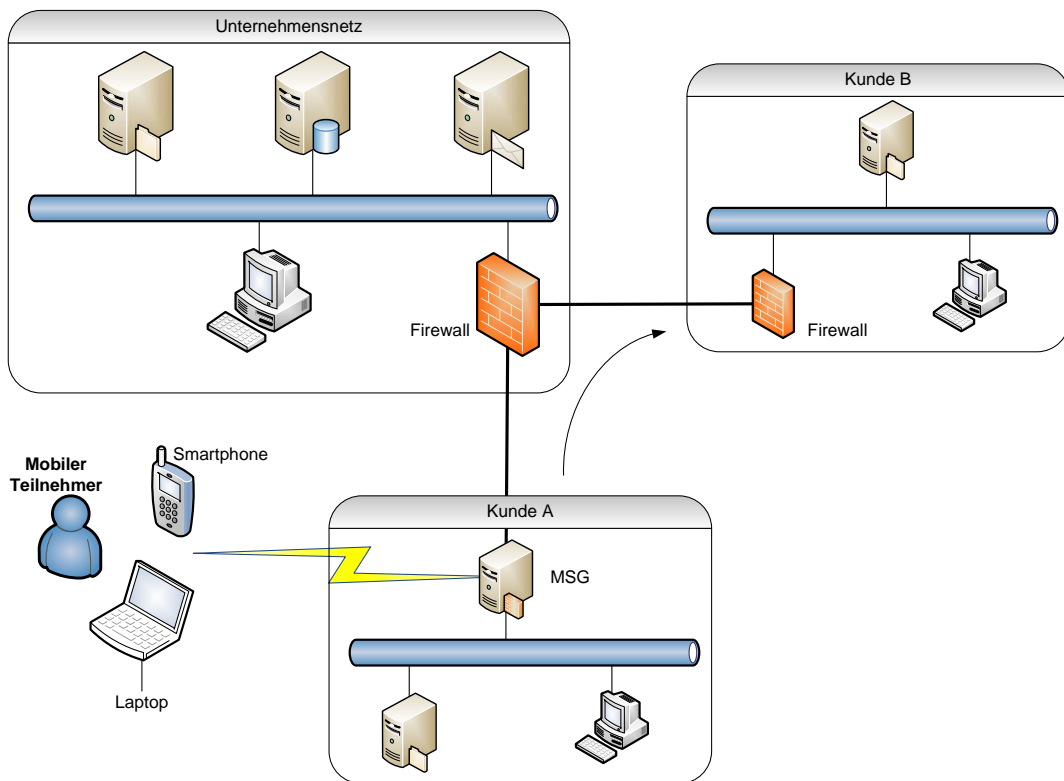 Unternehmensnetz
Kunde B
Firewall
Firewall
Smartphone
Mobiler
Teilnehmer
Kunde A
MSG
Laptop